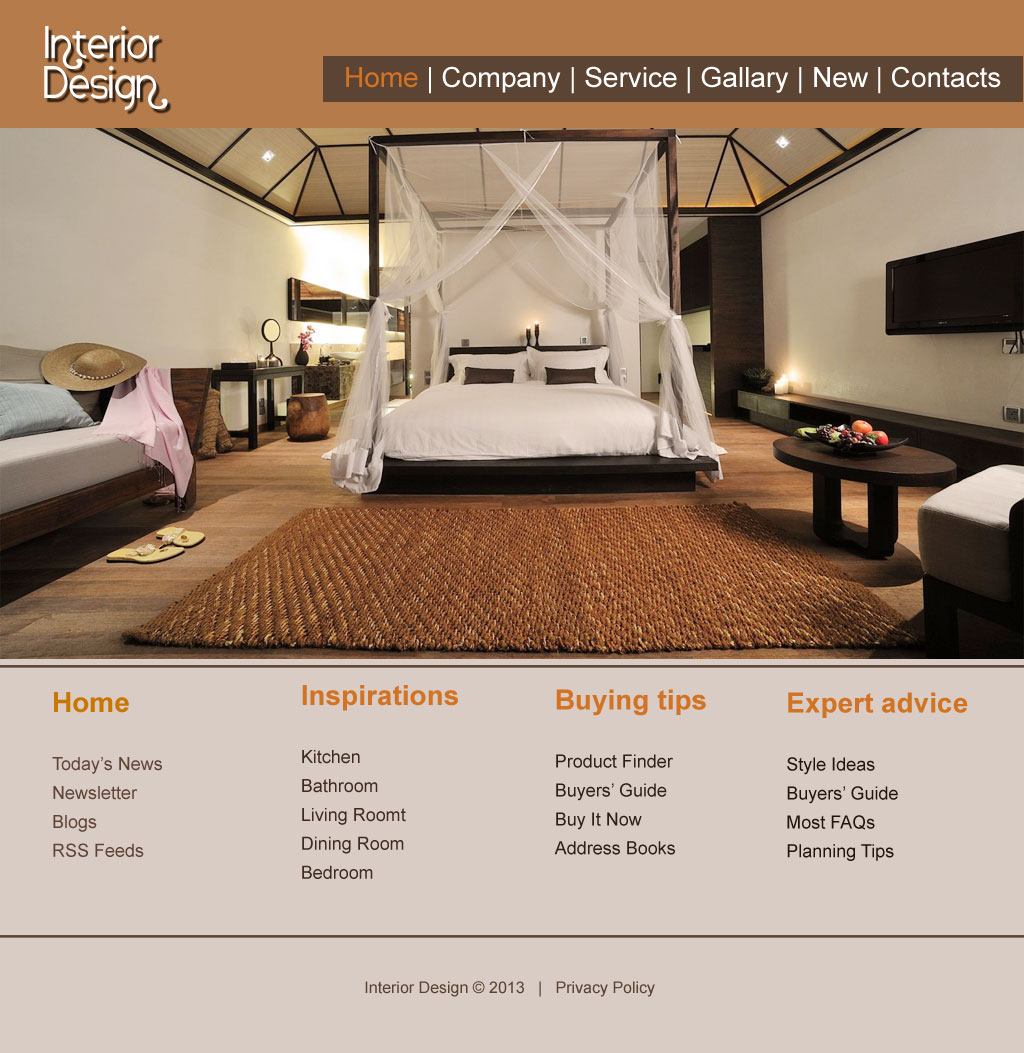 Interior
Design
Home | Company | Service | Gallary | New | Contacts
Home
Today’s News
Newsletter
Blogs
RSS Feeds
Inspirations
Kitchen
Bathroom
Living Roomt
Dining Room
Bedroom
Buying tips
Product Finder
Buyers’ Guide
Buy It Now
Address Books
Expert advice
Style Ideas
Buyers’ Guide
Most FAQs
Planning Tips
Interior Design © 2013 | Privacy Policy